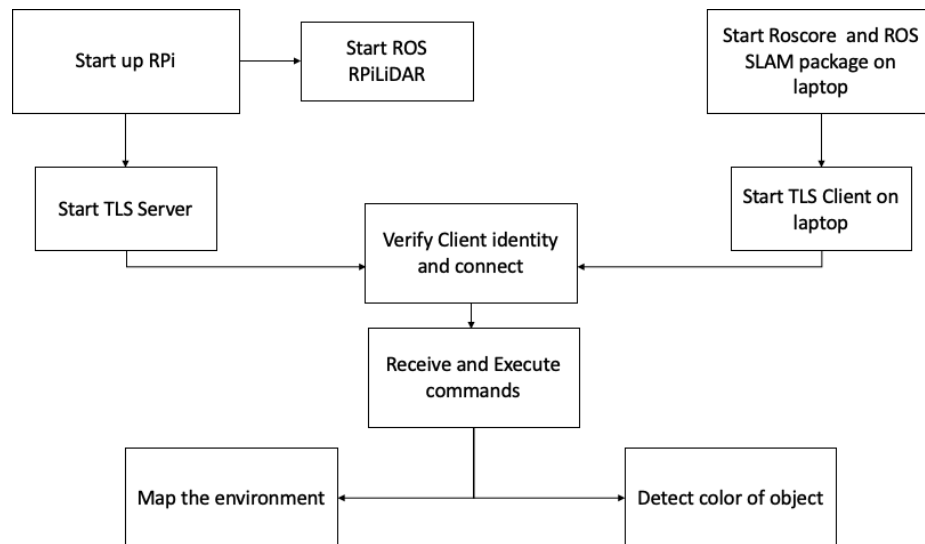 Start up RPi
Start ROS
RPiLiDAR
Start Roscore and ROS
SLAM package on
laptop
Start TLS Server
Start TLS Client on
laptop
Verify Client identity
and connect
Receive and Execute
commands
Map the environment
Detect color of object